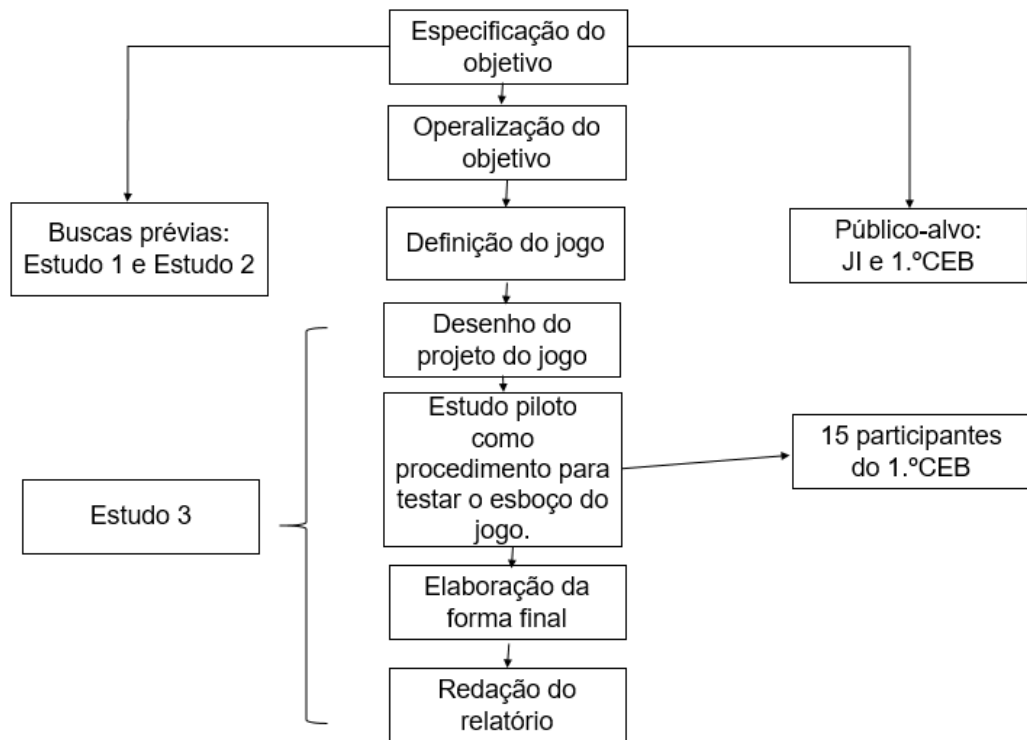 Especificação do
objetivo
Operalização do
objetivo
Buscas prévias:
Estudo 1 e Estudo 2
Definição do jogo
Público-alvo:
JI e 1.ºCEB
Desenho do
projeto do jogo
Estudo piloto
como
procedimento para
testar o esboço do
jogo.
15 participantes
do 1.ºCEB
Estudo 3
Elaboração da
forma final
Redação do
relatório